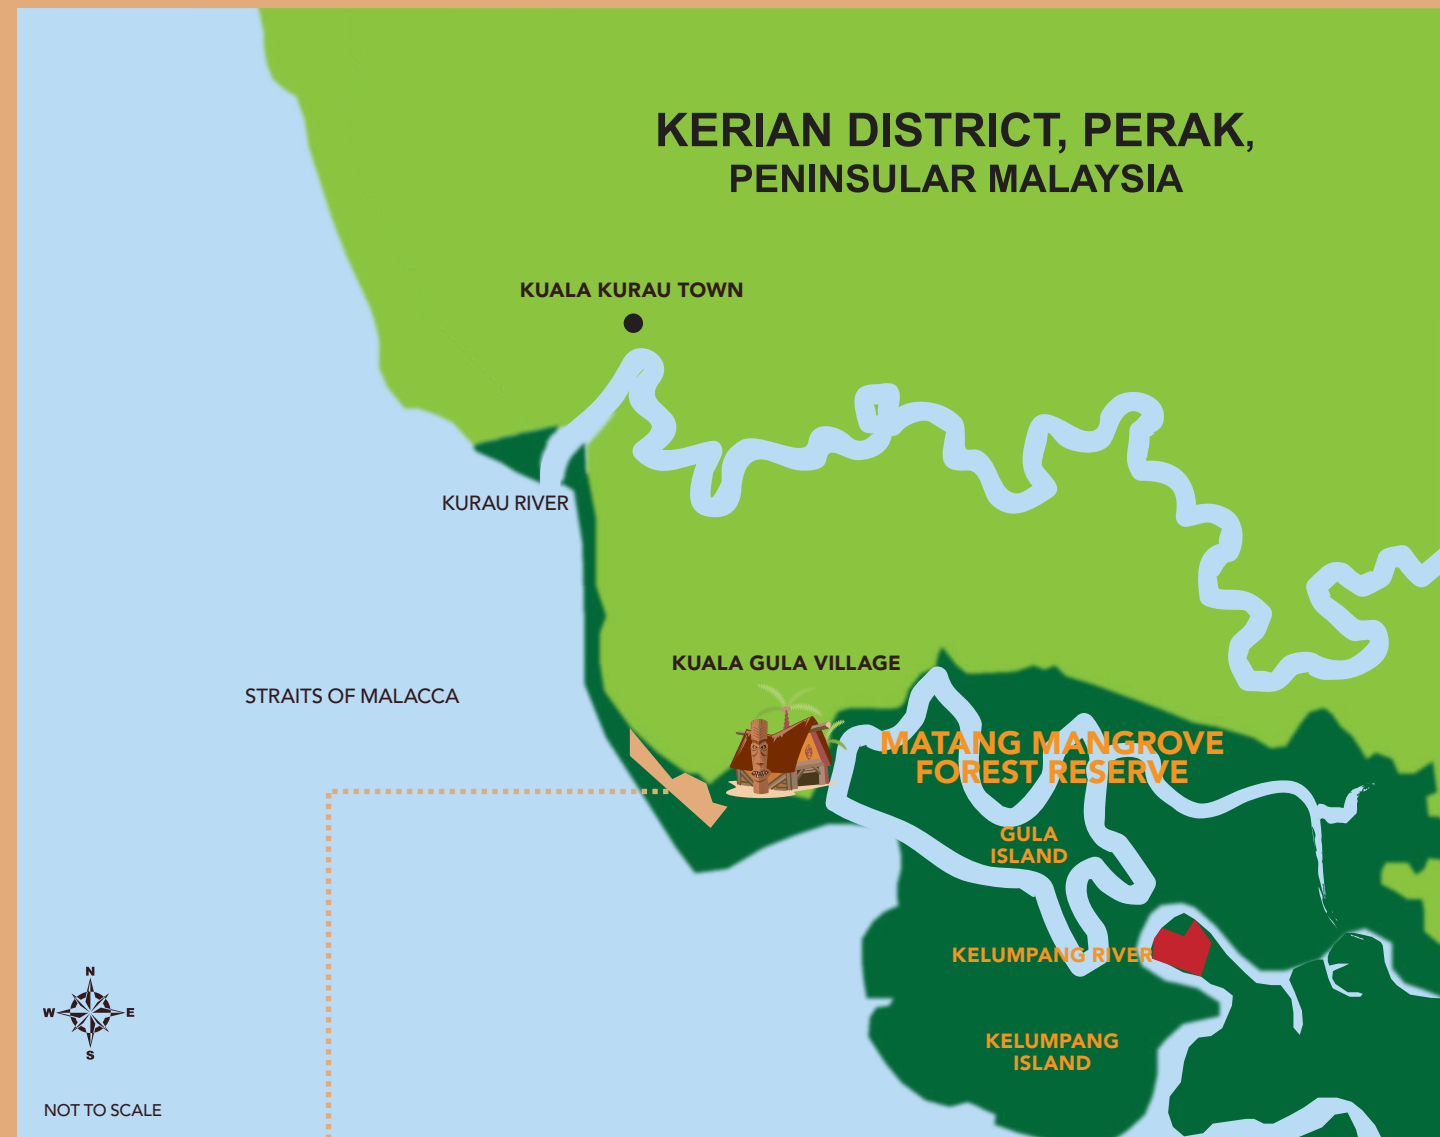 KERIAN DISTRICT, PERAK,
PENINSULAR MALAYSIA
KUALA KURAU TOWN
KURAU RIVER
KUALA GULA VILLAGE
STRAITS OF MALACCA
MATANG MANGROVE
FOREST RESERVE
GULA
ISLAND
KELUMPANG RIVER
N
W E
S
KELUMPANG
ISLAND
NOT TO SCALE